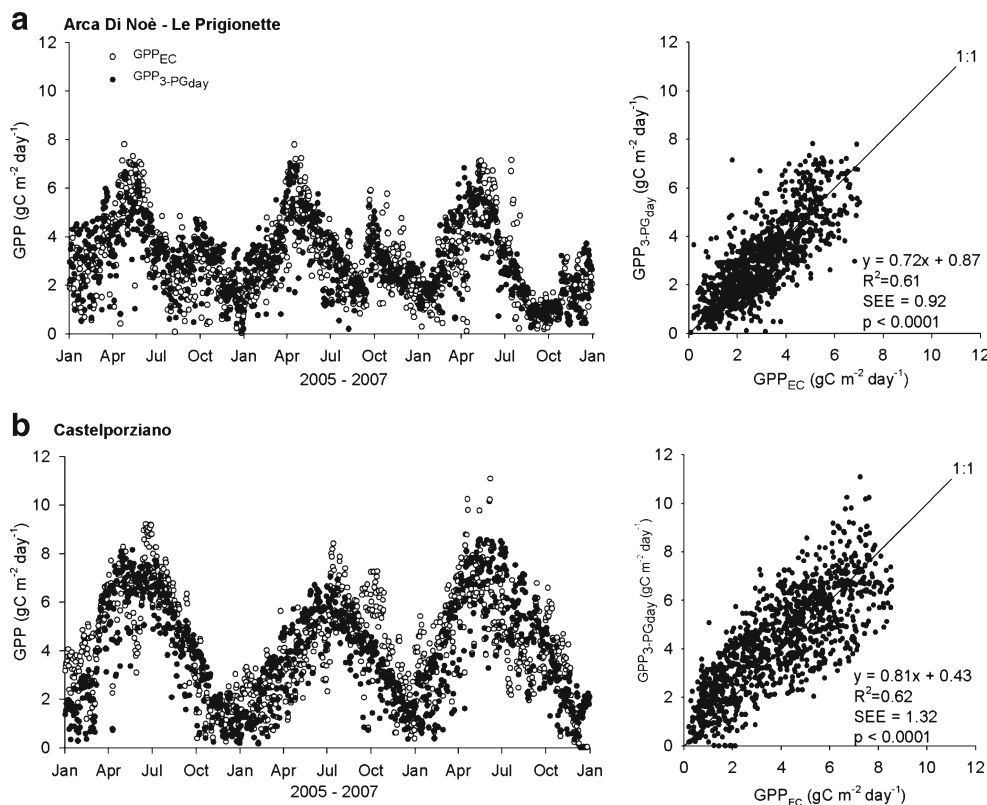 a Arca Di Noè - Le Prigionette
GPP_EC
GPP_3-PGday
GPP (gC m⁻² day⁻¹)
12
10
8
6
4
2
0
Jan Apr Jul Oct Jan Apr Jul Oct Jan Apr Jul Oct Jan
2005 - 2007
GPP_3-PGday (gC m⁻² day⁻¹)
12
10
8
6
4
2
0
1:1
y = 0.72x + 0.87
R²=0.61
SEE = 0.92
p < 0.0001
0 2 4 6 8 10 12
GPP_EC (gC m⁻² day⁻¹)
b Castelporziano
GPP (gC m⁻² day⁻¹)
12
10
8
6
4
2
0
Jan Apr Jul Oct Jan Apr Jul Oct Jan Apr Jul Oct Jan
2005 - 2007
GPP_3-PGday (gC m⁻² day⁻¹)
12
10
8
6
4
2
0
1:1
y = 0.81x + 0.43
R²=0.62
SEE = 1.32
p < 0.0001
0 2 4 6 8 10 12
GPP_EC (gC m⁻² day⁻¹)